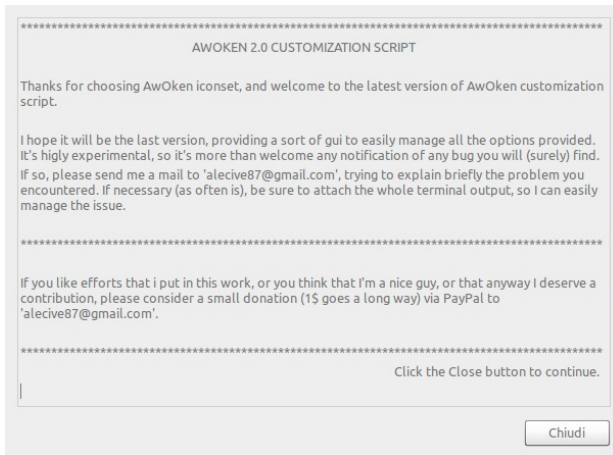 ************************************************************************************************
AWOKEN 2.0 CUSTOMIZATION SCRIPT
Thanks for choosing AwOken iconset, and welcome to the latest version of AwOken customization
script.
I hope it will be the last version, providing a sort of gui to easily manage all the options provided.
It's higly experimental, so it's more than welcome any notification of any bug you will (surely) find.
If so, please send me a mail to 'alecive87@gmail.com', trying to explain briefly the problem you
encountered. If necessary (as often is), be sure to attach the whole terminal output, so I can easily
manage the issue.
************************************************************************************************
If you like efforts that i put in this work, or you think that I'm a nice guy, or that anyway I deserve a
contribution, please consider a small donation (1$ goes a long way) via PayPal to
'alecive87@gmail.com'.
************************************************************************************************
Click the Close button to continue.
Chiudi